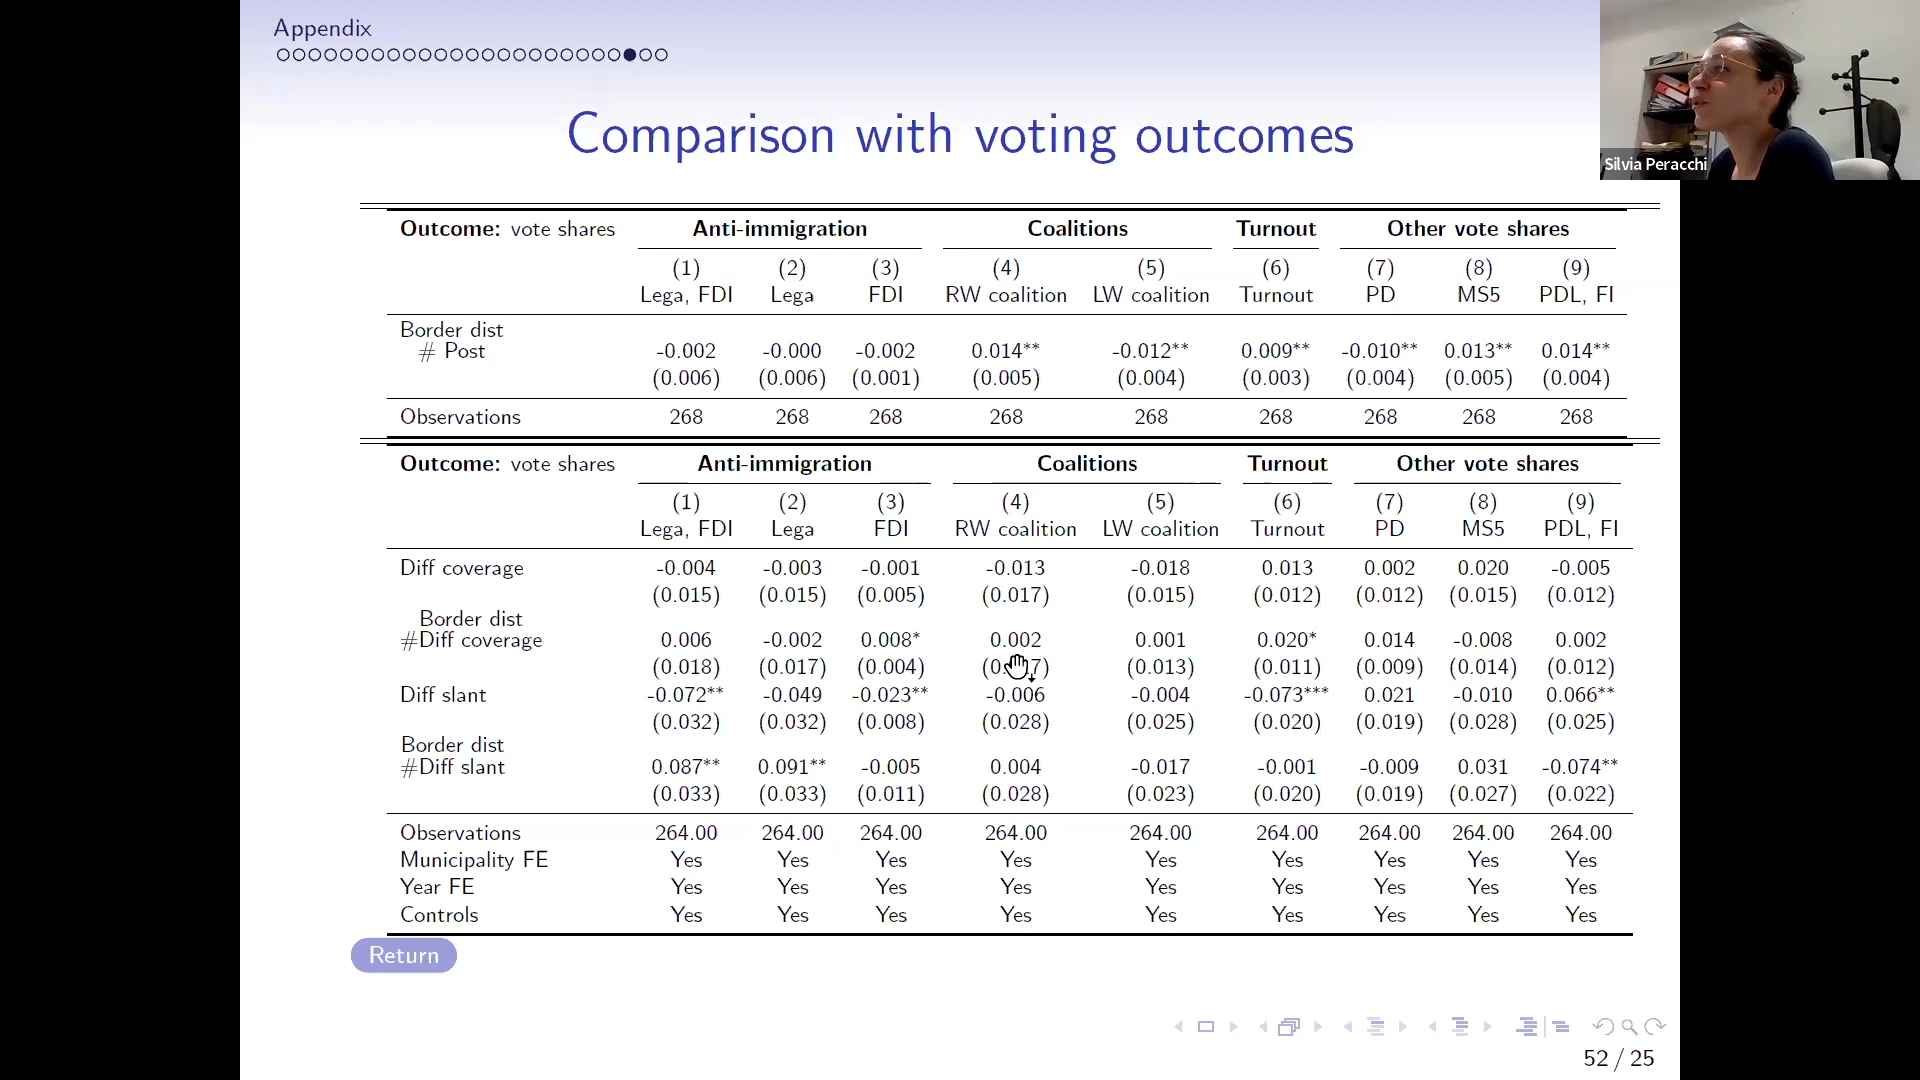 Appendix
Comparison with voting outcomes
Silvia Peracchi
Outcome: vote shares Anti-immigration Coalitions Turnout Other vote shares
(1) (2) (3) (4) (5) (6) (7) (8) (9)
Lega, FDI Lega FDI RW coalition LW coalition Turnout PD MS5 PDL, FI
Border dist
# Post -0.002 -0.000 -0.002 0.014** -0.012** 0.009** -0.010** 0.013** 0.014**
(0.006) (0.006) (0.001) (0.005) (0.004) (0.003) (0.004) (0.005) (0.004)
Observations 268 268 268 268 268 268 268 268 268
Outcome: vote shares Anti-immigration Coalitions Turnout Other vote shares
(1) (2) (3) (4) (5) (6) (7) (8) (9)
Lega, FDI Lega FDI RW coalition LW coalition Turnout PD MS5 PDL, FI
Diff coverage -0.004 -0.003 -0.001 -0.013 -0.018 0.013 0.002 0.020 -0.005
(0.015) (0.015) (0.005) (0.017) (0.015) (0.012) (0.012) (0.015) (0.012)
Border dist
#Diff coverage 0.006 -0.002 0.008* 0.002 0.001 0.020* 0.014 -0.008 0.002
(0.018) (0.017) (0.004) (0.013) (0.011) (0.009) (0.014) (0.012)
Diff slant -0.072** -0.049 -0.023** -0.006 -0.004 -0.073*** 0.021 -0.010 0.066**
(0.032) (0.032) (0.008) (0.028) (0.025) (0.020) (0.019) (0.028) (0.025)
Border dist
#Diff slant 0.087** 0.091** -0.005 0.004 -0.017 -0.001 -0.009 0.031 -0.074**
(0.033) (0.033) (0.011) (0.028) (0.023) (0.020) (0.019) (0.027) (0.022)
Observations 264.00 264.00 264.00 264.00 264.00 264.00 264.00 264.00 264.00
Municipality FE Yes Yes Yes Yes Yes Yes Yes Yes Yes
Year FE Yes Yes Yes Yes Yes Yes Yes Yes Yes
Controls Yes Yes Yes Yes Yes Yes Yes Yes Yes
Return
52 / 25